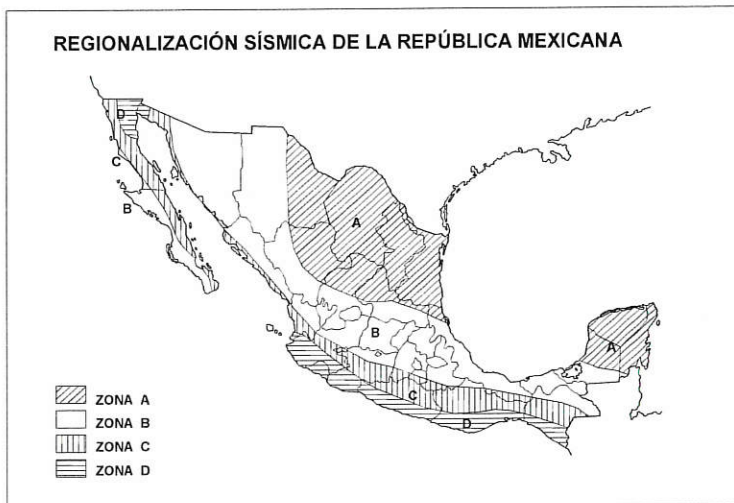 REGIONALIZACIÓN SÍSMICA DE LA REPÚBLICA MEXICANA
D
C
B
A
B
A
C
D
ZONA A
ZONA B
ZONA C
ZONA D